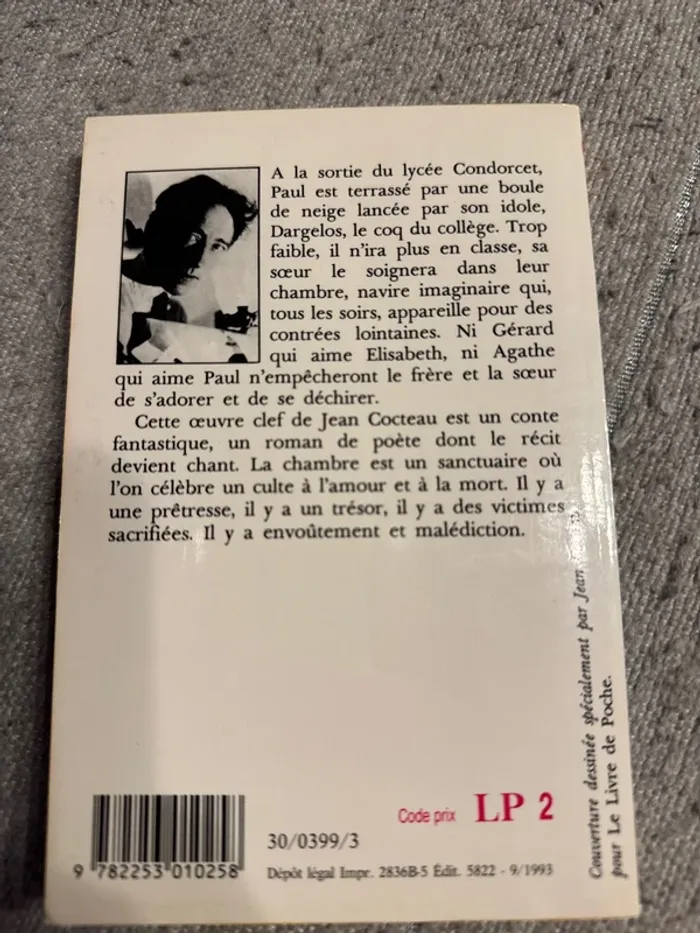 A la sortie du lycée Condorcet,
Paul est terrassé par une boule
de neige lancée par son idole,
Dargelos, le coq du collège. Trop
faible, il n'ira plus en classe, sa
sœur le soignera dans leur
chambre, navire imaginaire qui,
tous les soirs, appareille pour des
contrées lointaines. Ni Gérard
qui aime Elisabeth, ni Agathe
qui aime Paul n'empêcheront le frère et la sœur
de s'adorer et de se déchirer.
Cette œuvre clef de Jean Cocteau est un conte
fantastique, un roman de poète dont le récit
devient chant. La chambre est un sanctuaire où
l'on célèbre un culte à l'amour et à la mort. Il y a
une prêtresse, il y a un trésor, il y a des victimes
sacrifiées. Il y a envoûtement et malédiction.
Couverture dessinée spécialement par Jean
pour Le Livre de Poche.
Code prix LP 2
30/0399/3
9 782253 010258
Dépôt légal Impr. 2836B-5 Édit. 5822 - 9/1993